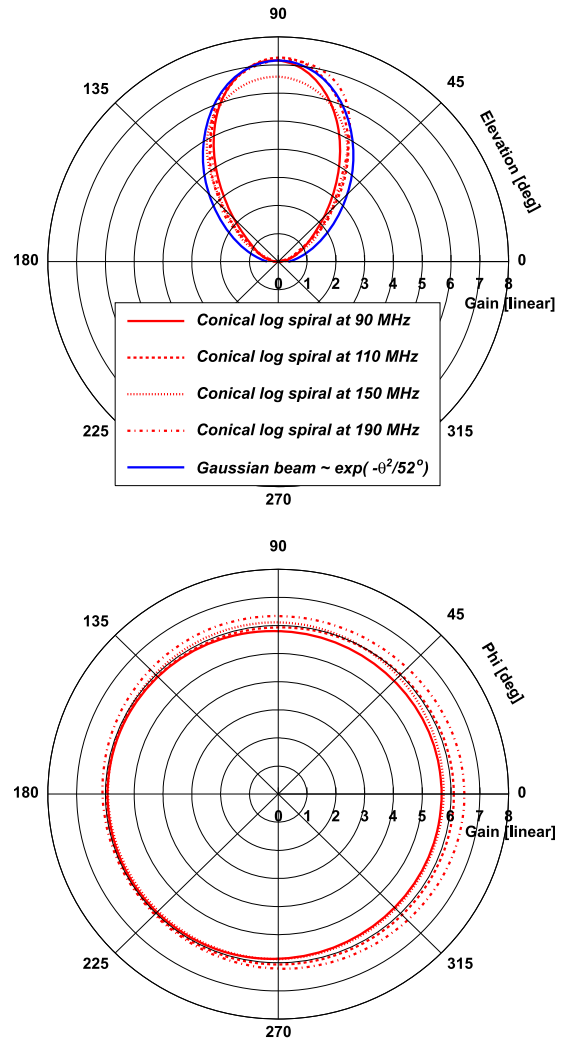 90
135
45
Elevation [deg]
180
0 1 2 3 4 5 6 7 8
0
Gain [linear]
Conical log spiral at 90 MHz
Conical log spiral at 110 MHz
Conical log spiral at 150 MHz
Conical log spiral at 190 MHz
Gaussian beam ~ exp( -θ²/52°)
225
315
270
90
135
45
Phi [deg]
180
0
0 1 2 3 4 5 6 7 8
Gain [linear]
225
315
270